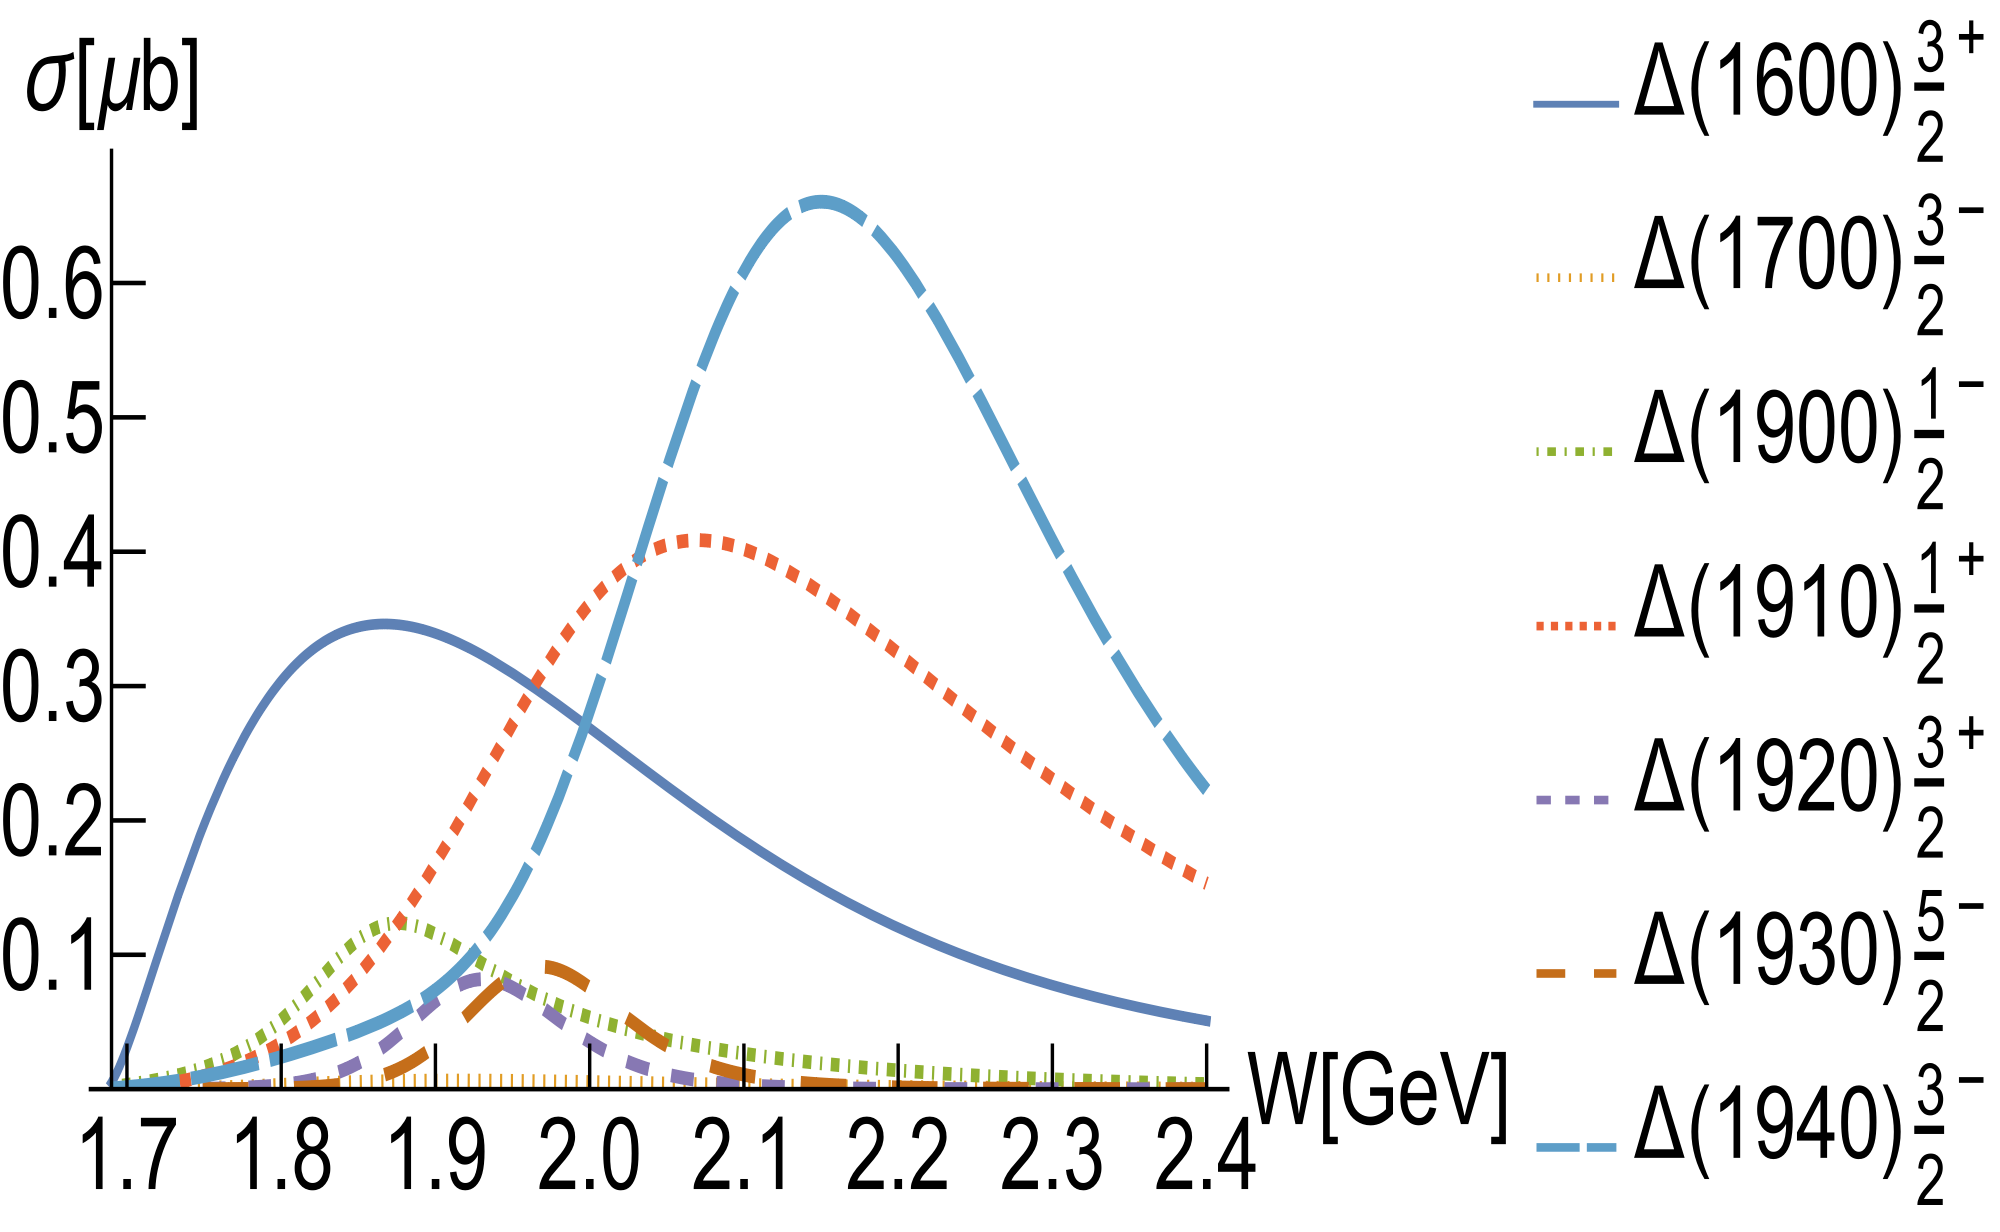 σ[μb]
0.6
0.5
0.4
0.3
0.2
0.1
1.7 1.8 1.9 2.0 2.1 2.2 2.3 2.4
W[GeV]
Δ(1600) 3/2 +
Δ(1700) 3/2 −
Δ(1900) 1/2 −
Δ(1910) 1/2 +
Δ(1920) 3/2 +
Δ(1930) 5/2 −
Δ(1940) 3/2 −